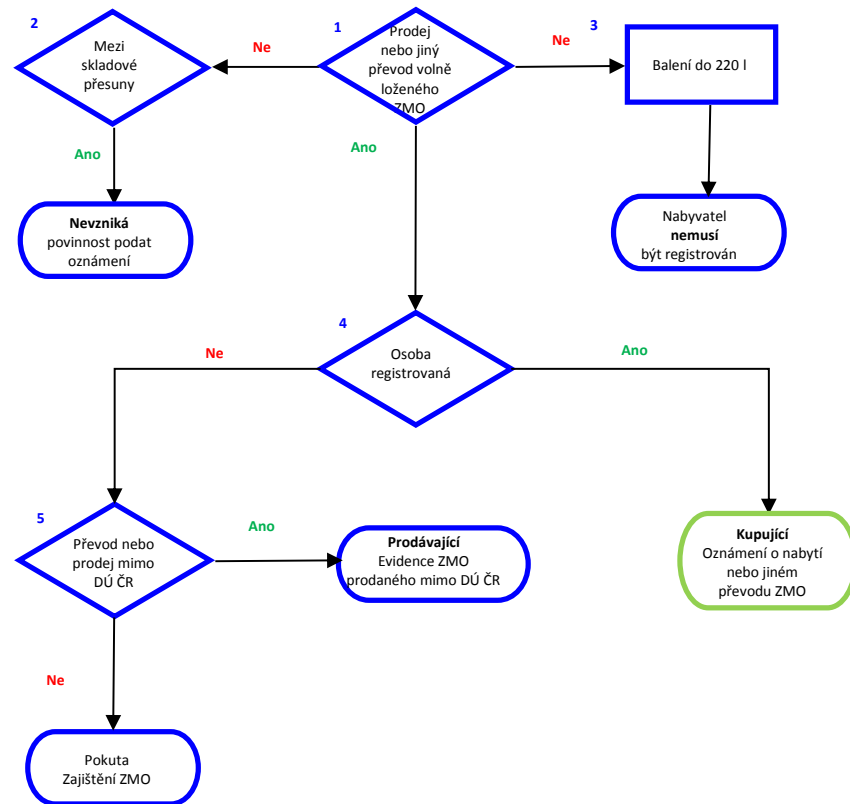 2
Mezi
skladové
přesuny
Ne
1
Prodej
nebo jiný
převod volně
loženého
ZMO
Ne
3
Balení do 220 l
Ano
Ano
Nevzniká
povinnost podat
oznámení
Nabyvatel
nemusí
být registrován
4
Osoba
registrovaná
Ne
Ano
5
Převod nebo
prodej mimo
DÚ ČR
Ano
Prodávající
Evidence ZMO
prodaného mimo DÚ ČR
Kupující
Oznámení o nabytí
nebo jiném
převodu ZMO
Ne
Pokuta
Zajištění ZMO